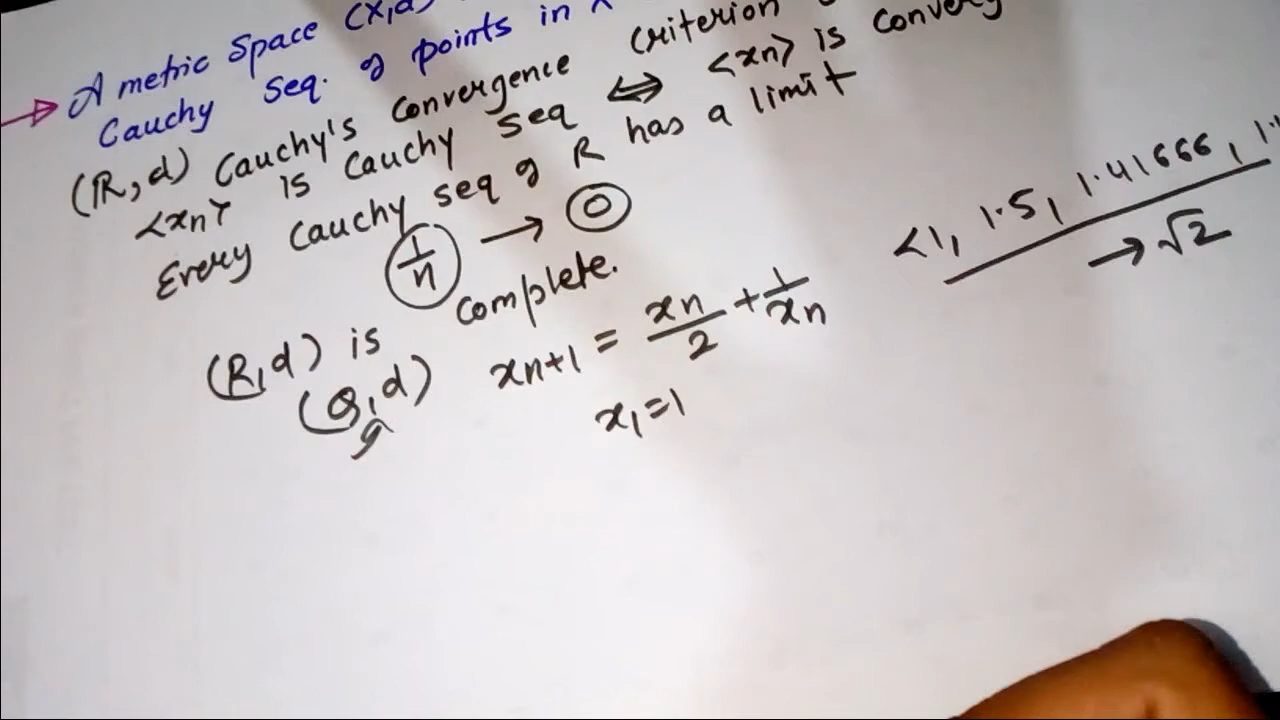 → A metric Space (X,d)
Cauchy Seq. of points in X
(R, d) Cauchy's Convergence Criterion
<xn> is Cauchy seq ⇔ <xn> is converg
Every Cauchy seq of R has a limit
1/n → 0
(R,d) is complete.
(Q,d) xn+1 = xn/2 + 1/xn
x1=1
<1, 1.5, 1.41666, 1.
→ √2